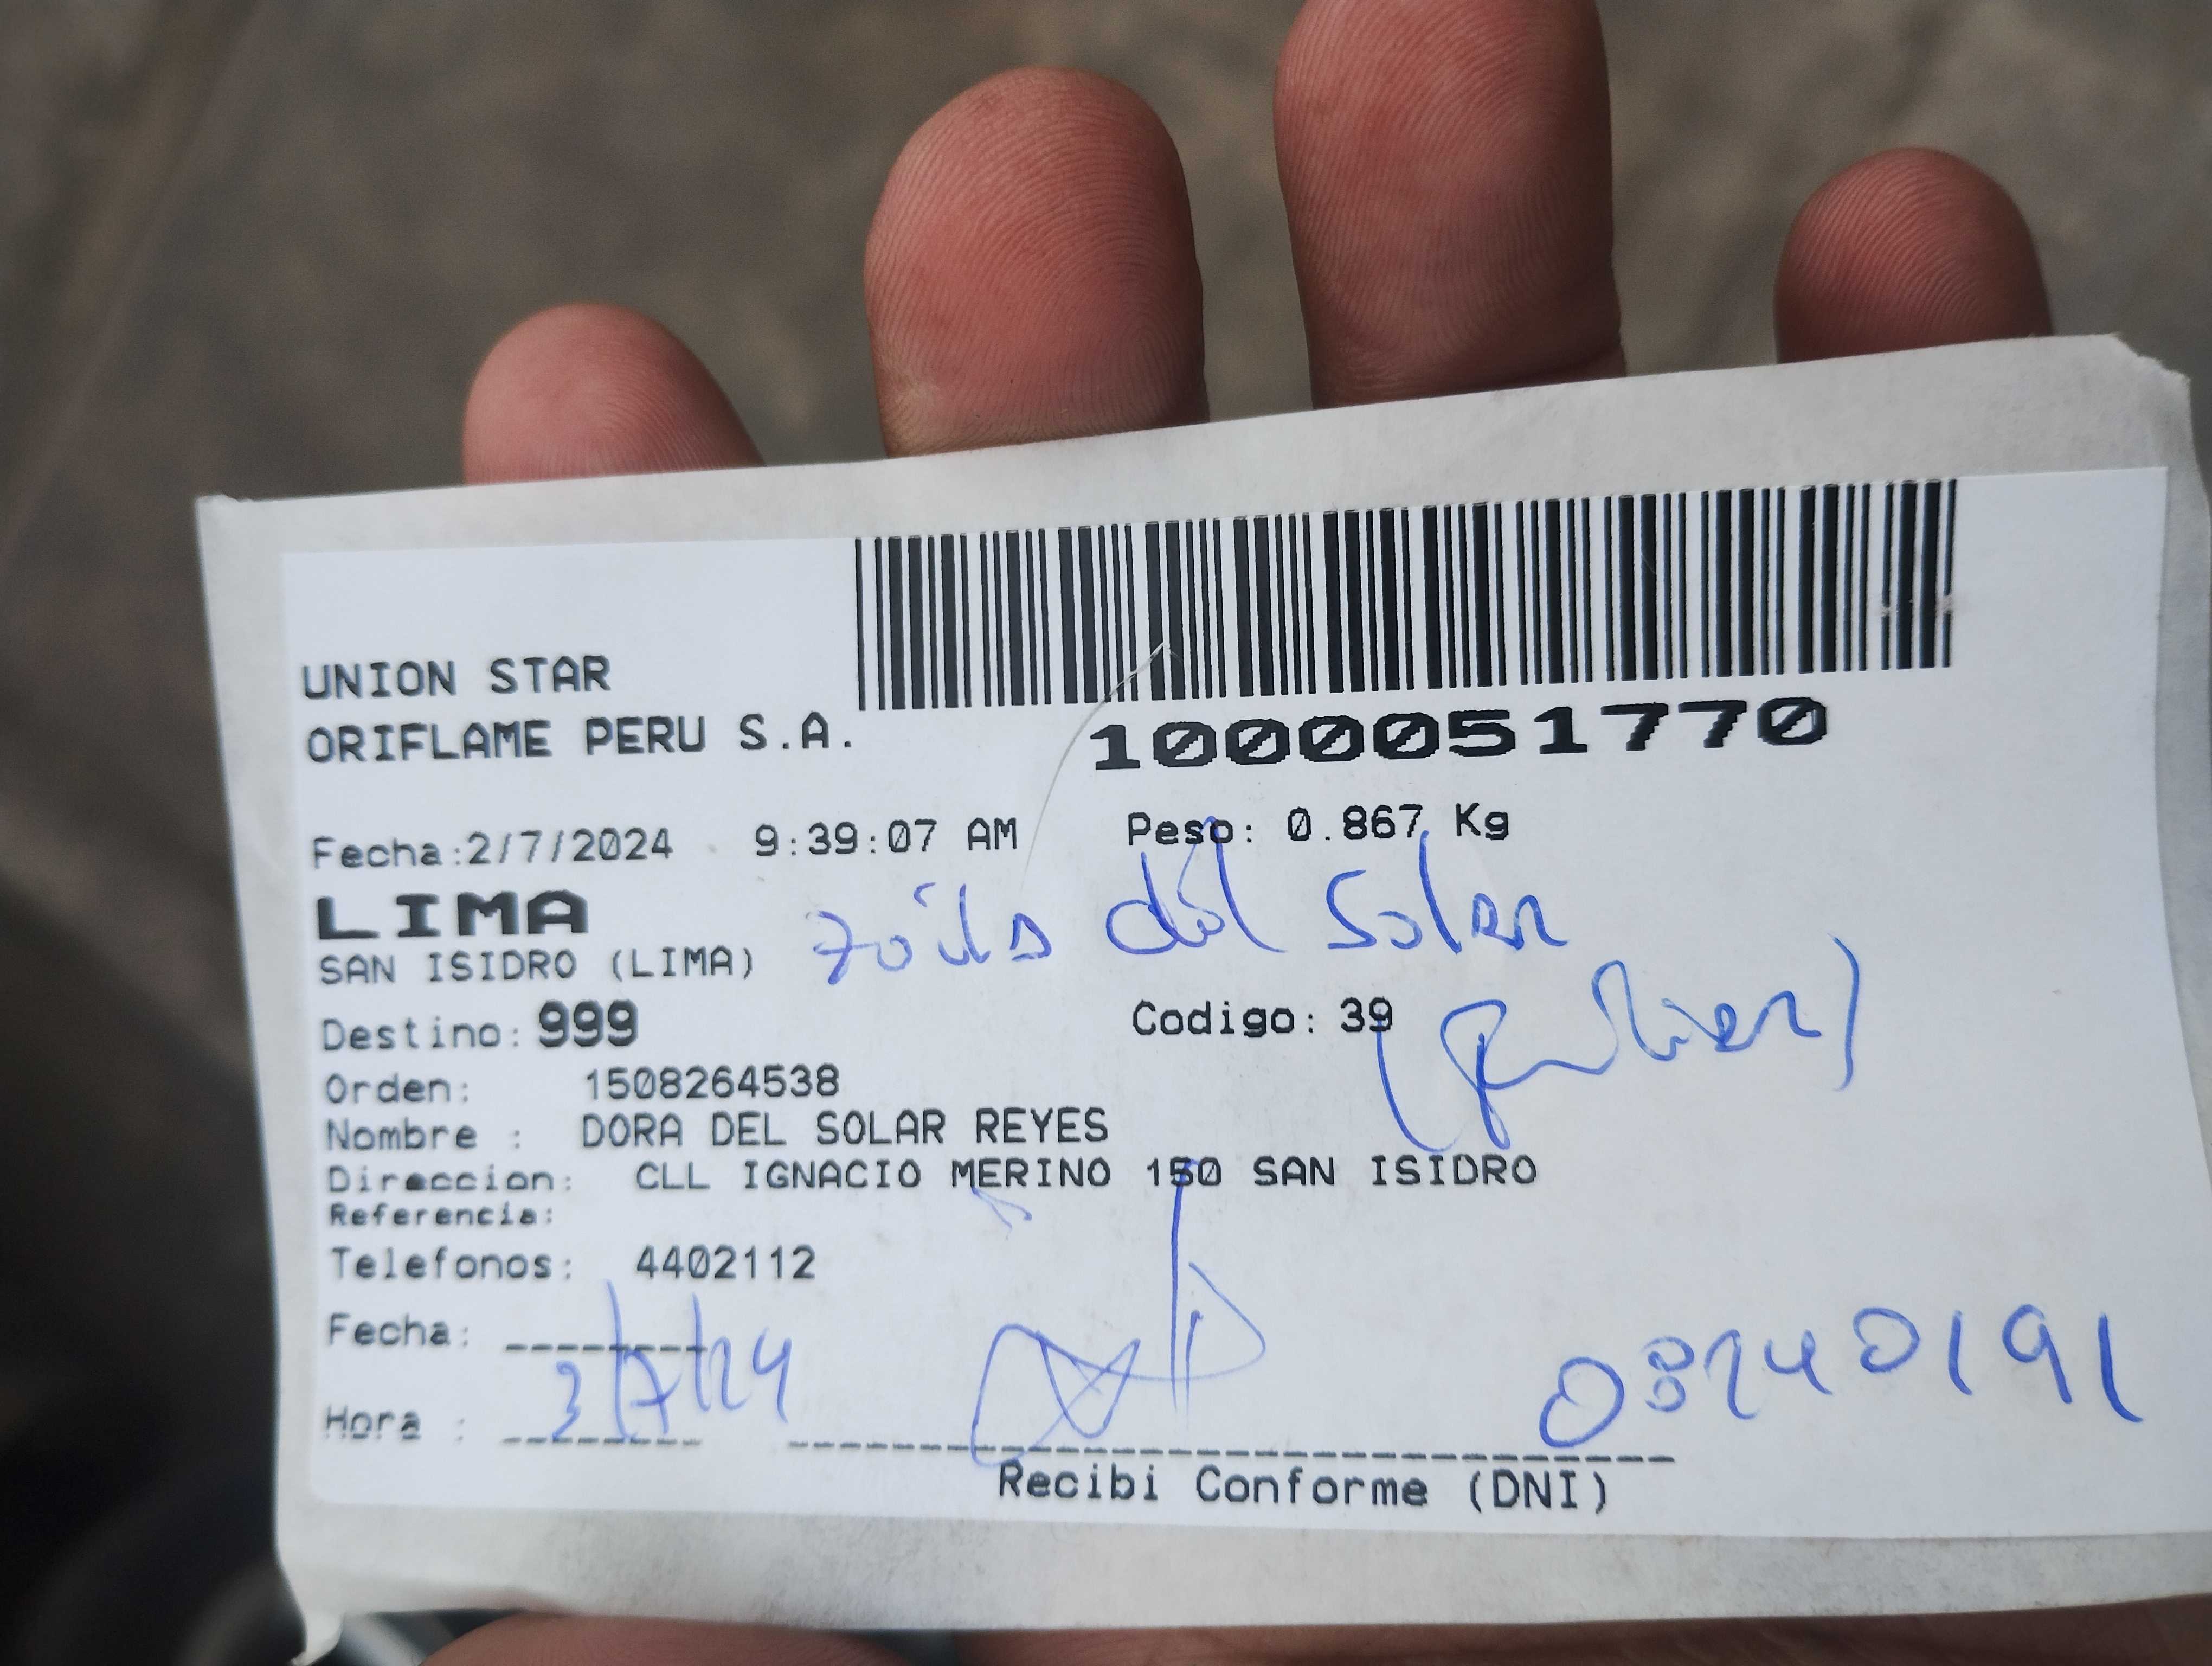 UNION STAR
ORIFLAME PERU S.A.
1000051770
Fecha:2/7/2024 9:39:07 AM Peso: 0.867 Kg
LIMA
SAN ISIDRO (LIMA) del Solar
Destino: 999 Codigo: 39
Orden: 1508264538
Nombre : DORA DEL SOLAR REYES
Direccion: CLL IGNACIO MERINO 150 SAN ISIDRO
Referencia:
Telefonos: 4402112
Fecha:
3/7/24
Hora :
Recibi Conforme (DNI)